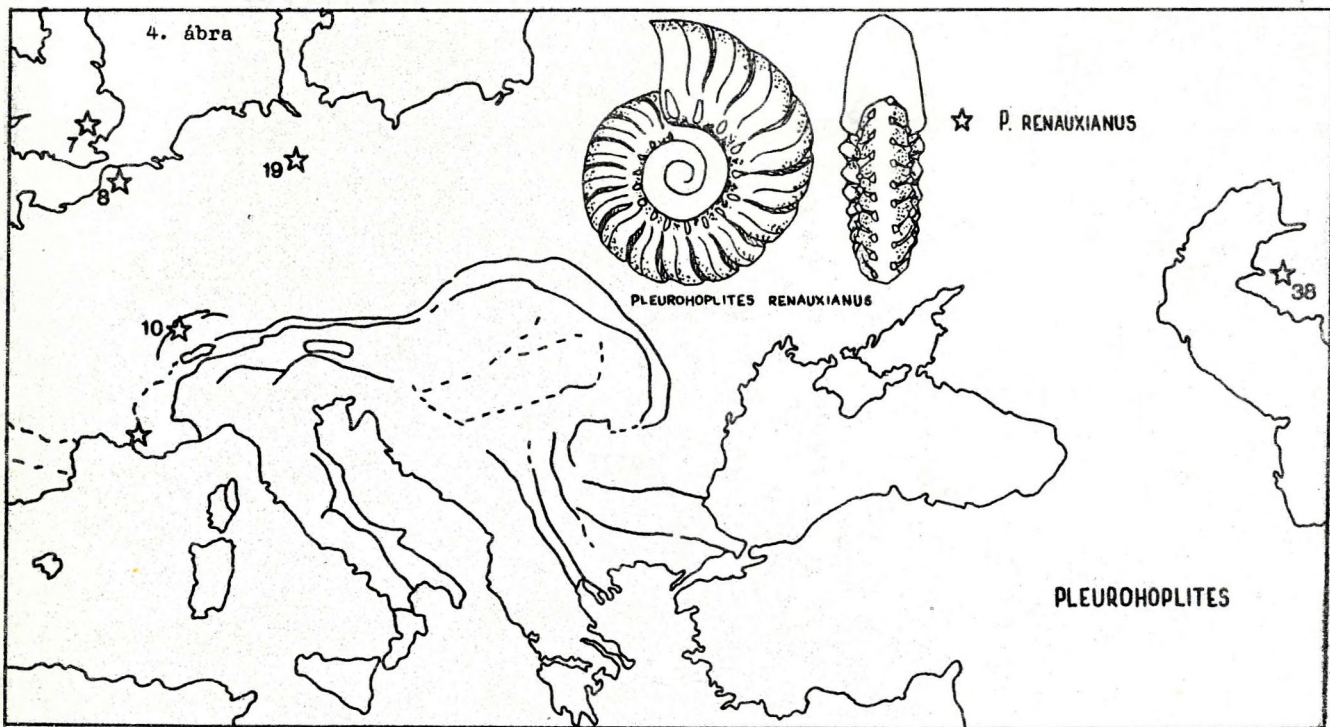 4. ábra
7
8
19
P. RENAUXIANUS
PLEUROHOPLITES RENAUXIANUS
38
10
PLEUROHOPLITES